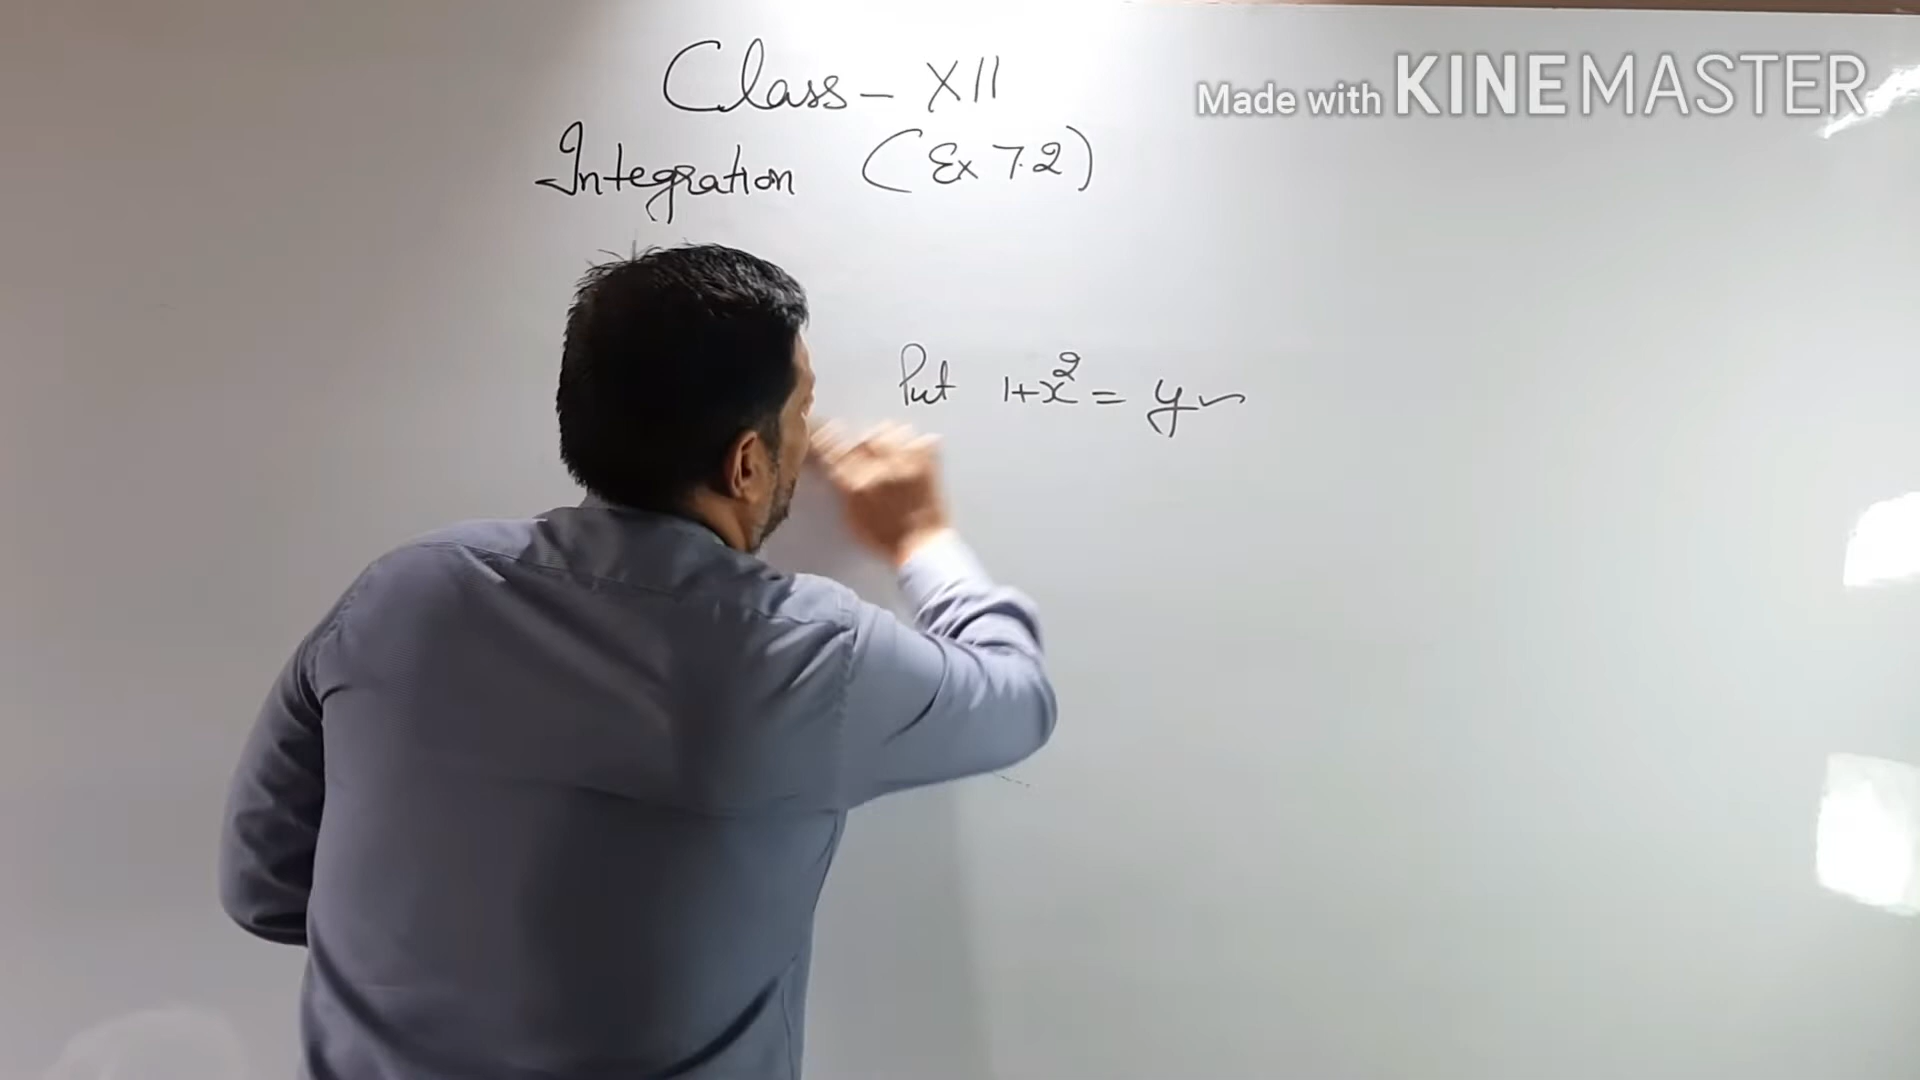 Class - XII
Made with KINEMASTER
Integration (Ex 7.2)
Put 1+x² = y